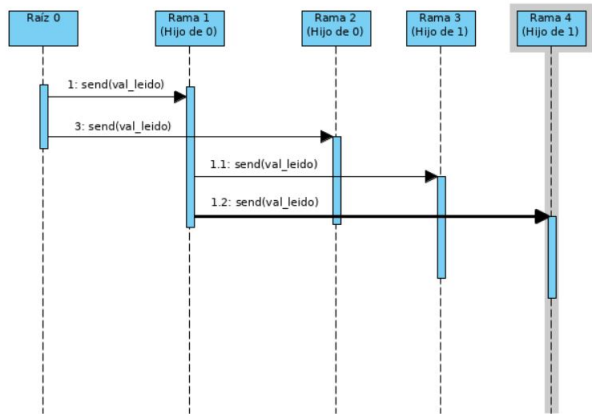 Raíz 0
Rama 1
(Hijo de 0)
Rama 2
(Hijo de 0)
Rama 3
(Hijo de 1)
Rama 4
(Hijo de 1)
1: send(val_leido)
3: send(val_leido)
1.1: send(val_leido)
1.2: send(val_leido)